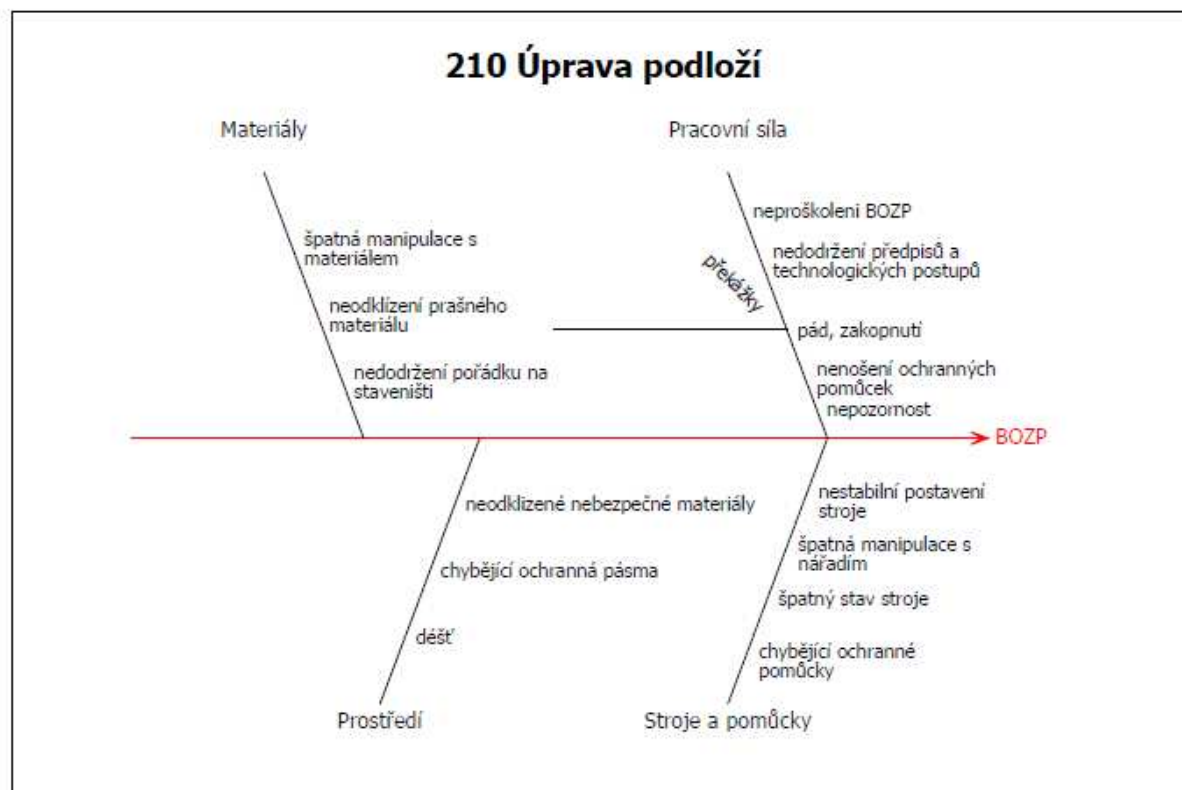 210 Úprava podloží
Materiály
Pracovní síla
špatná manipulace s
materiálem
neodklízení prašného
materiálu
nedodržení pořádku na
staveništi
neproškoleni BOZP
nedodržení předpisů a
technologických postupů
překážky
pád, zakopnutí
nenošení ochranných
pomůcek
nepozornost
BOZP
neodklizené nebezpečné materiály
chybějící ochranná pásma
déšť
nestabilní postavení
stroje
špatná manipulace s
nářadím
špatný stav stroje
chybějící ochranné
pomůcky
Prostředí
Stroje a pomůcky